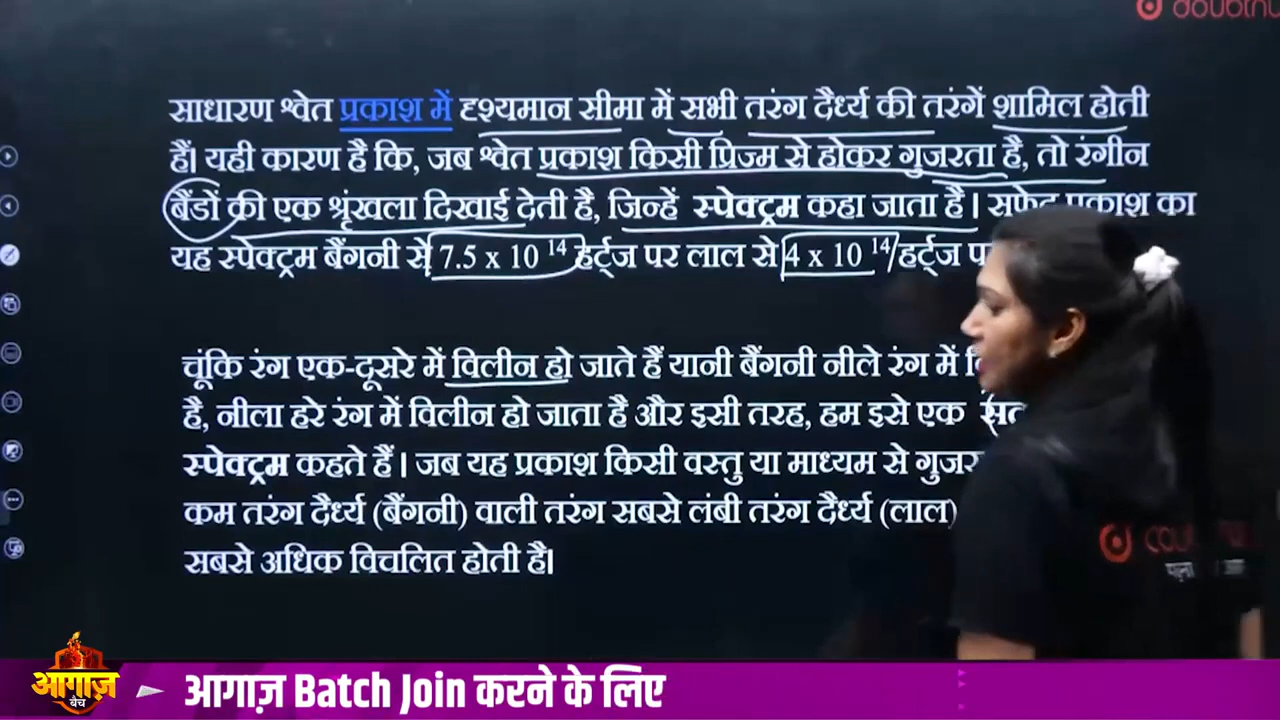 doubtnu
साधारण श्वेत प्रकाश में दृश्यमान सीमा में सभी तरंग दैर्ध्य की तरंगें शामिल होती
हैं। यही कारण है कि, जब श्वेत प्रकाश किसी प्रिज्म से होकर गुजरता है, तो रंगीन
बैंडों की एक श्रृंखला दिखाई देती है, जिन्हें स्पेक्ट्रम कहा जाता है। सफेद प्रकाश का
यह स्पेक्ट्रम बैंगनी से 7.5 x 10 14 हर्ट्ज पर लाल से 4 x 10 14 हर्ट्ज
चूंकि रंग एक-दूसरे में विलीन हो जाते हैं यानी बैंगनी नीले रंग में
है, नीला हरे रंग में विलीन हो जाता है और इसी तरह, हम इसे एक
स्पेक्ट्रम कहते हैं। जब यह प्रकाश किसी वस्तु या माध्यम से
कम तरंग दैर्ध्य (बैंगनी) वाली तरंग सबसे लंबी तरंग दैर्ध्य (लाल)
सबसे अधिक विचलित होती है।
आगाज़
बैच
आगाज़ Batch Join करने के लिए